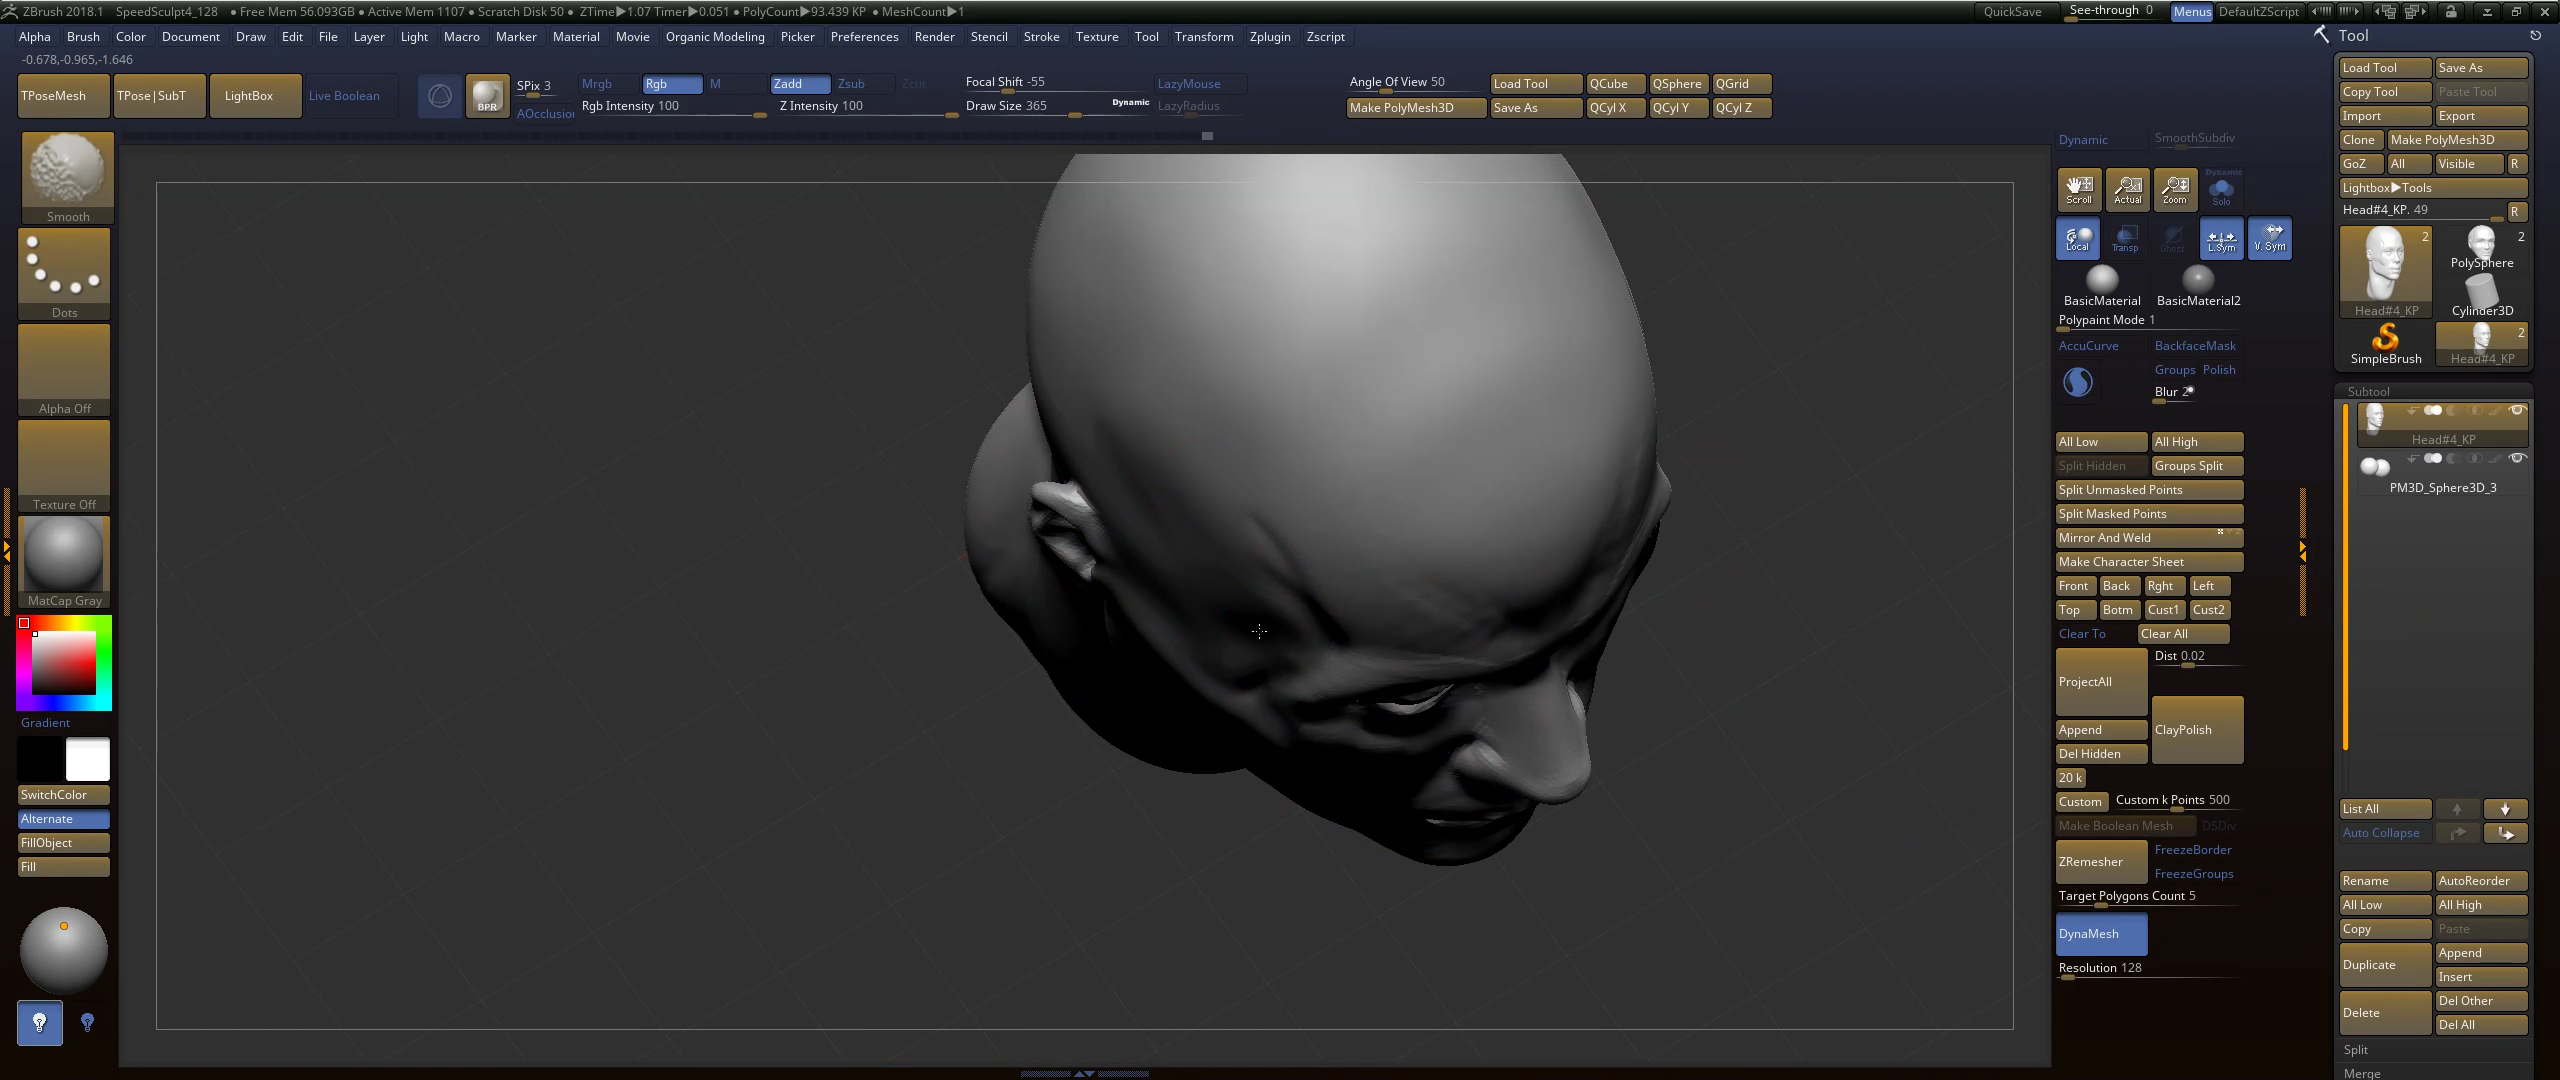 ZBrush 2018.1 SpeedSculpt4_128 • Free Mem 56.093GB • Active Mem 1107 • Scratch Disk 50 • ZTime▶1.07 Timer▶0.051 • PolyCount▶93.439 KP • MeshCount▶1 QuickSave See-through 0 Menus DefaultZScript
Alpha Brush Color Document Draw Edit File Layer Light Macro Marker Material Movie Organic Modeling Picker Preferences Render Stencil Stroke Texture Tool Transform Zplugin Zscript
-0.678,-0.965,-1.646
TPoseMesh TPose|SubT LightBox Live Boolean
BPR
SPix 3
AOcclusion
Mrgb Rgb M Zadd Zsub Zcut
Rgb Intensity 100 Z Intensity 100
Focal Shift -55 LazyMouse
Draw Size 365 Dynamic LazyRadius
Angle Of View 50 Load Tool QCube QSphere QGrid
Make PolyMesh3D Save As QCyl X QCyl Y QCyl Z
Smooth
Dots
Alpha Off
Texture Off
MatCap Gray
Gradient
SwitchColor
Alternate
FillObject
Fill
Dynamic SmoothSubdiv
Scroll Actual Zoom Dynamic Solo
Local Transp Ghost L.Sym V. Sym
BasicMaterial BasicMaterial2
Polypaint Mode 1
AccuCurve BackfaceMask
Groups Polish
Blur 2
All Low All High
Split Hidden Groups Split
Split Unmasked Points
Split Masked Points
Mirror And Weld
Make Character Sheet
Front Back Rght Left
Top Botm Cust1 Cust2
Clear To Clear All
ProjectAll Dist 0.02
Append ClayPolish
Del Hidden
20 k
Custom Custom k Points 500
Make Boolean Mesh DSDiv
ZRemesher FreezeBorder
FreezeGroups
Target Polygons Count 5
DynaMesh
Resolution 128
Tool
Load Tool Save As
Copy Tool Paste Tool
Import Export
Clone Make PolyMesh3D
GoZ All Visible R
Lightbox▶Tools
Head#4_KP. 49 R
2 2
Head#4_KP PolySphere
Cylinder3D
2
SimpleBrush Head#4_KP
Subtool
Head#4_KP
PM3D_Sphere3D_3
List All
Auto Collapse
Rename AutoReorder
All Low All High
Copy Paste
Duplicate Append
Insert
Delete Del Other
Del All
Split
Merge